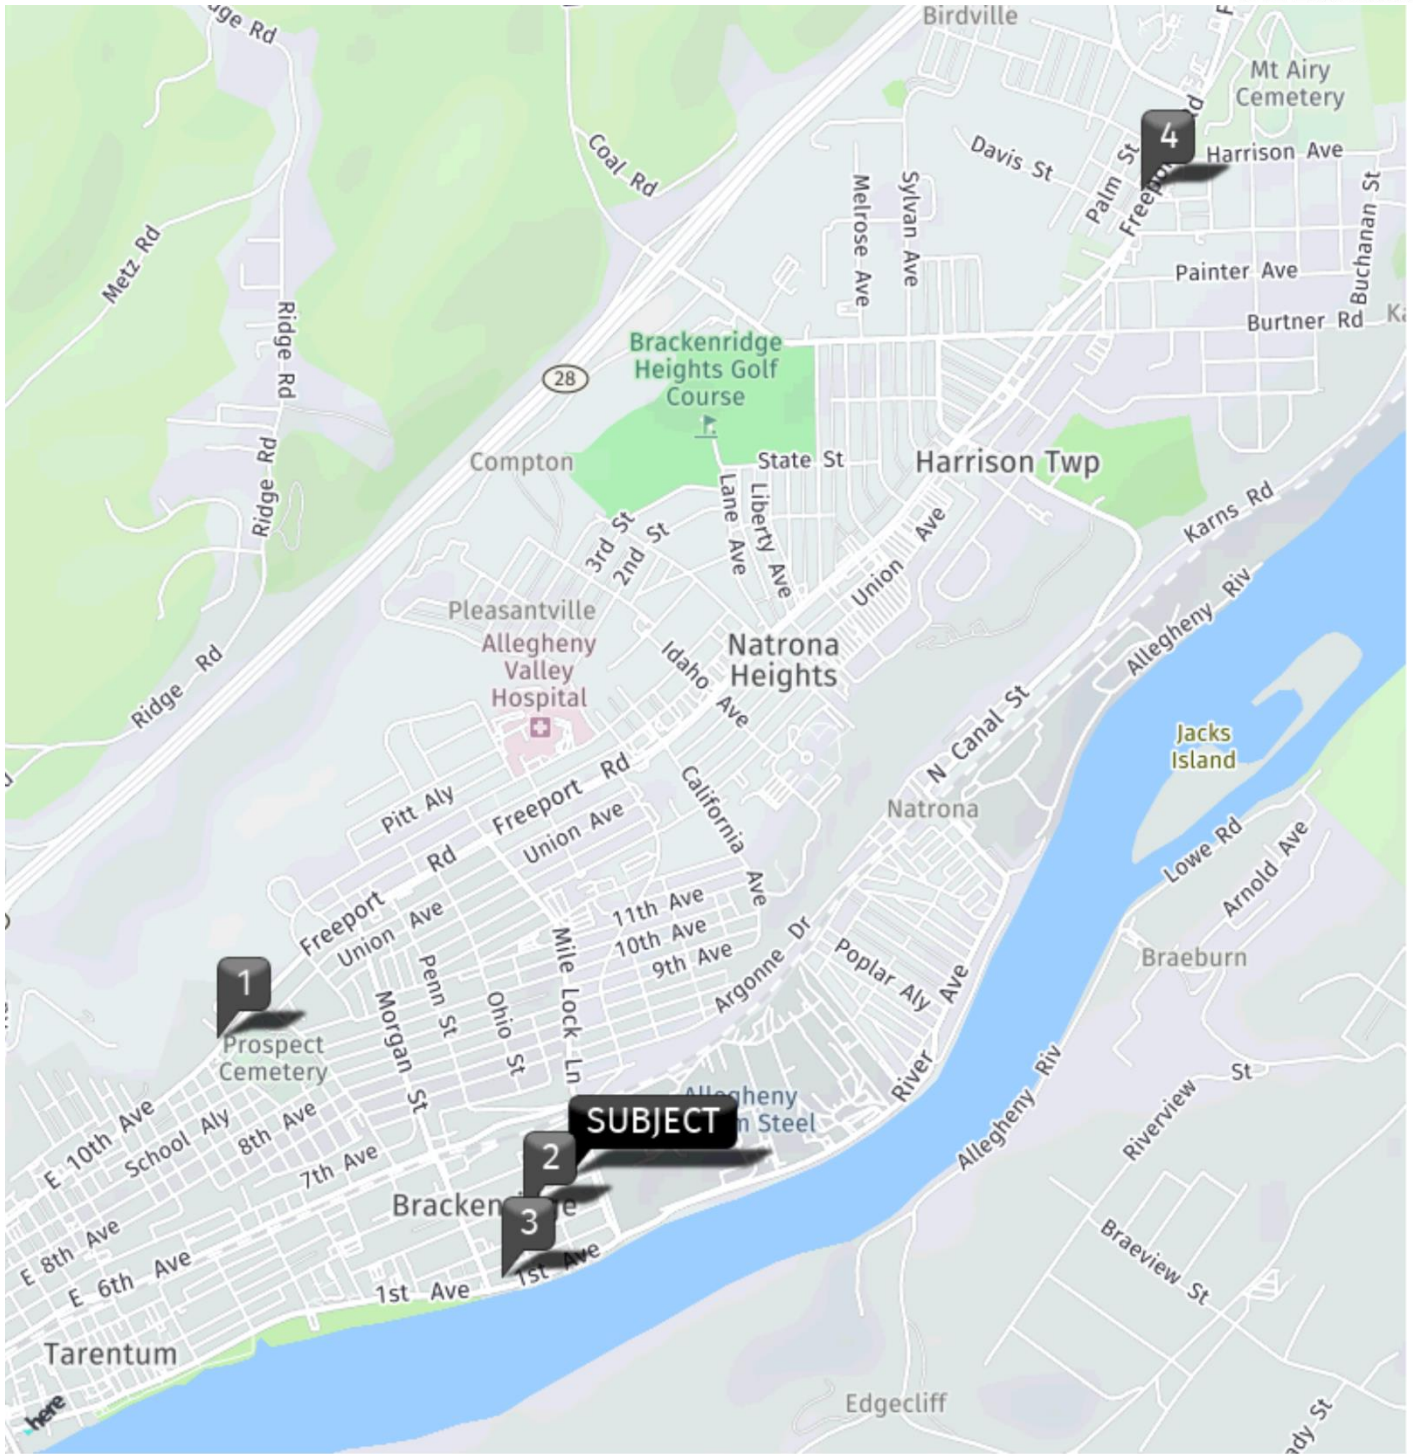 Birdville
Ridge Rd
Mt Airy
Cemetery
4
Coal Rd
Davis St
Palm St
Harrison Ave
Freeport Rd
Melrose Ave
Sylvan Ave
Buchanan St
Metz Rd
Painter Ave
Ridge Rd
Burtner Rd
Brackenridge
Heights Golf
Course
28
Compton
State St
Harrison Twp
Ridge Rd
Lane Ave
Liberty Ave
Karns Rd
3rd St
2nd St
Union Ave
Pleasantville
Allegheny Riv
Allegheny
Valley
Hospital
Natrona
Heights
Idaho Ave
Ridge Rd
N Canal St
Jacks
Island
Pitt Aly
Freeport Rd
California Ave
Natrona
Union Ave
Lowe Rd
Arnold Ave
Freeport Rd
Union Ave
11th Ave
10th Ave
9th Ave
Mile Lock Ln
Argonne Dr
Poplar Aly
Braeburn
1
Penn St
Morgan St
Ohio St
River Ave
Prospect
Cemetery
Allegheny Riv
Riverview St
E 10th Ave
School Aly
8th Ave
7th Ave
SUBJECT
Allegheny
Steel
2
3
E 8th Ave
E 6th Ave
1st Ave
1st Ave
Braeview St
Tarentum
Edgecliff
here